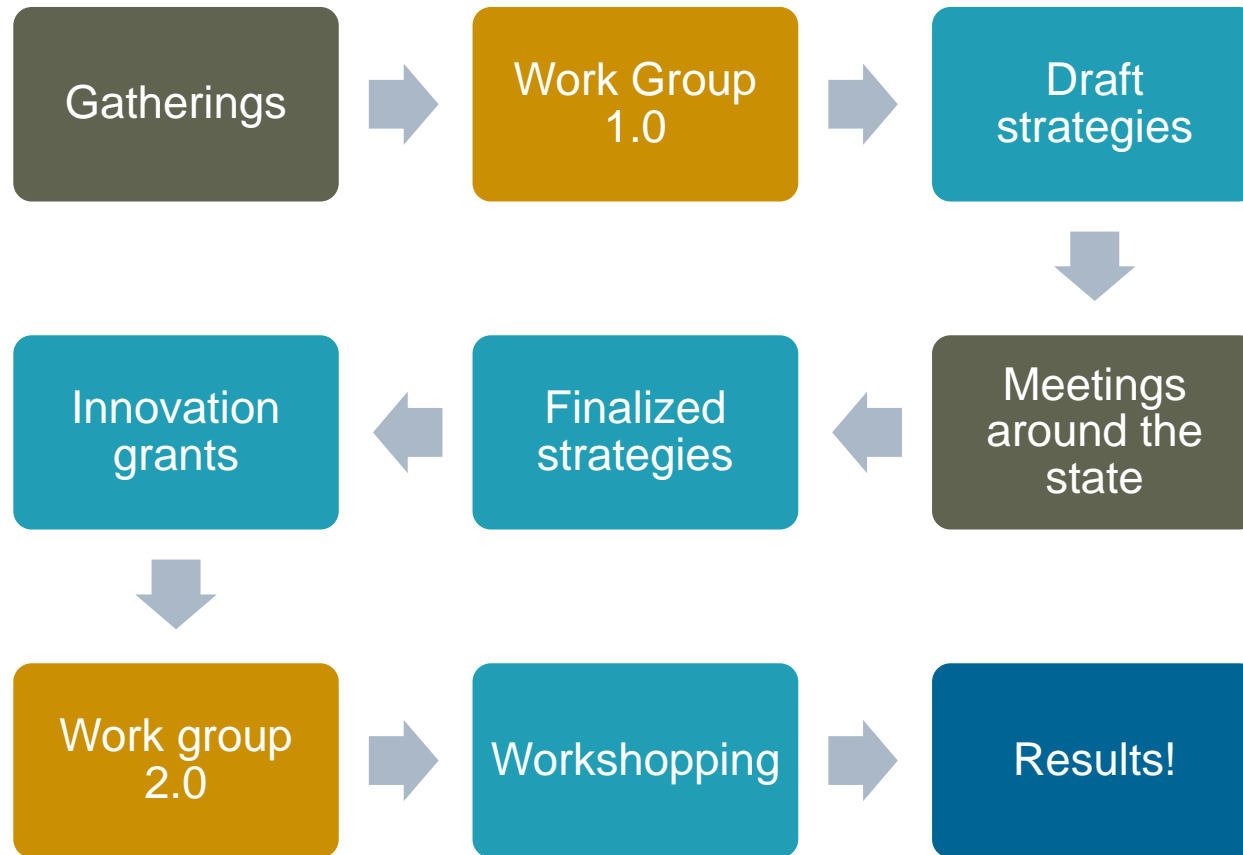 Gatherings
Work Group
1.0
Draft
strategies
Meetings
around the
state
Finalized
strategies
Innovation
grants
Work group
2.0
Workshopping
Results!